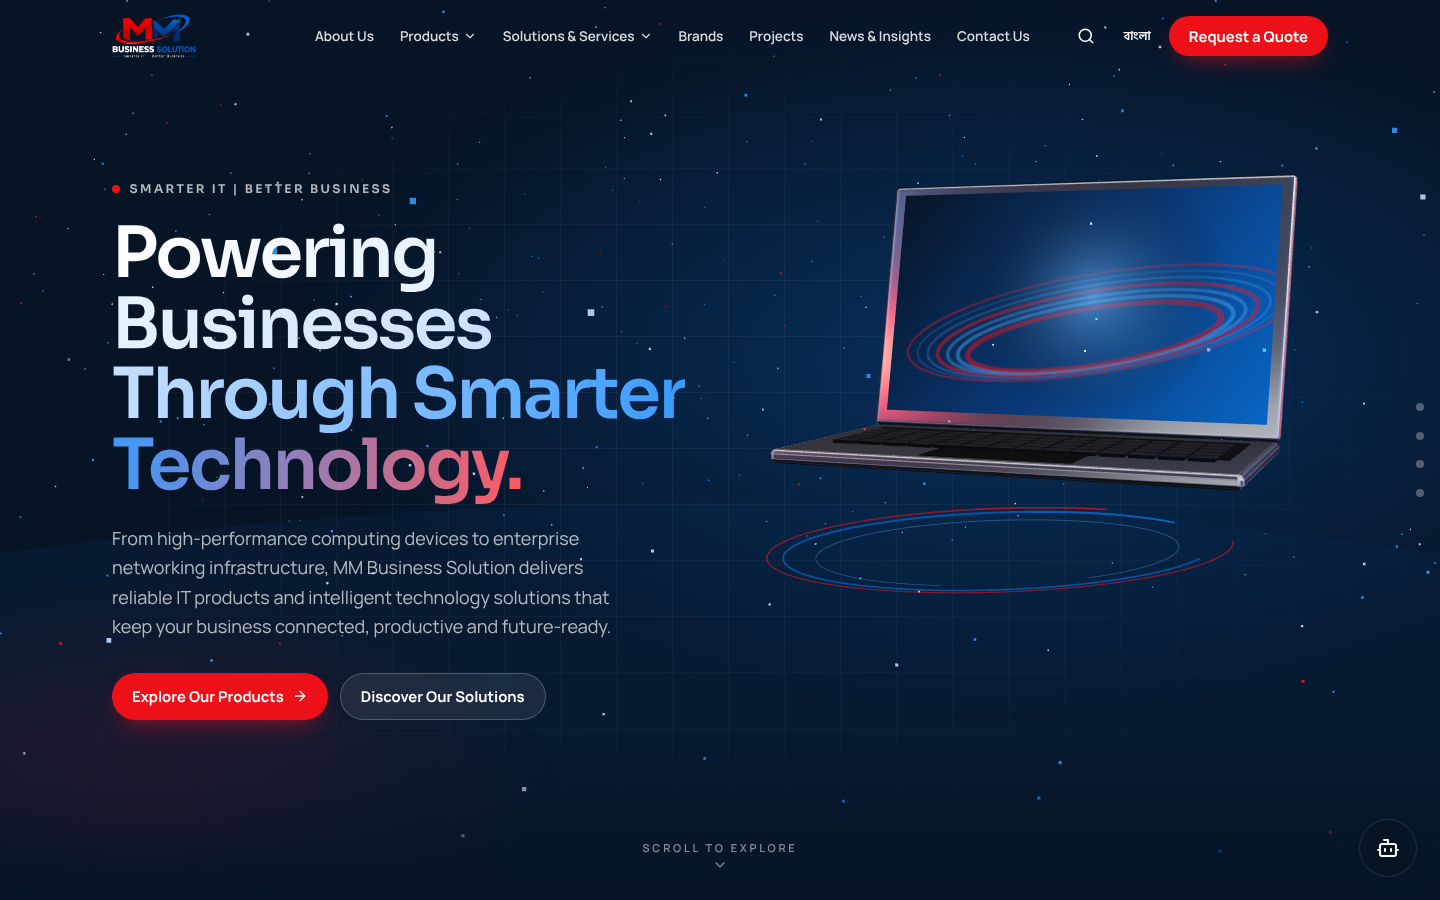 MM
BUSINESS SOLUTION
About Us
Products
Solutions & Services
Brands
Projects
News & Insights
Contact Us
বাংলা
Request a Quote
SMARTER IT | BETTER BUSINESS
Powering
Businesses
Through Smarter
Technology.
From high-performance computing devices to enterprise
networking infrastructure, MM Business Solution delivers
reliable IT products and intelligent technology solutions that
keep your business connected, productive and future-ready.
Explore Our Products
Discover Our Solutions
SCROLL TO EXPLORE